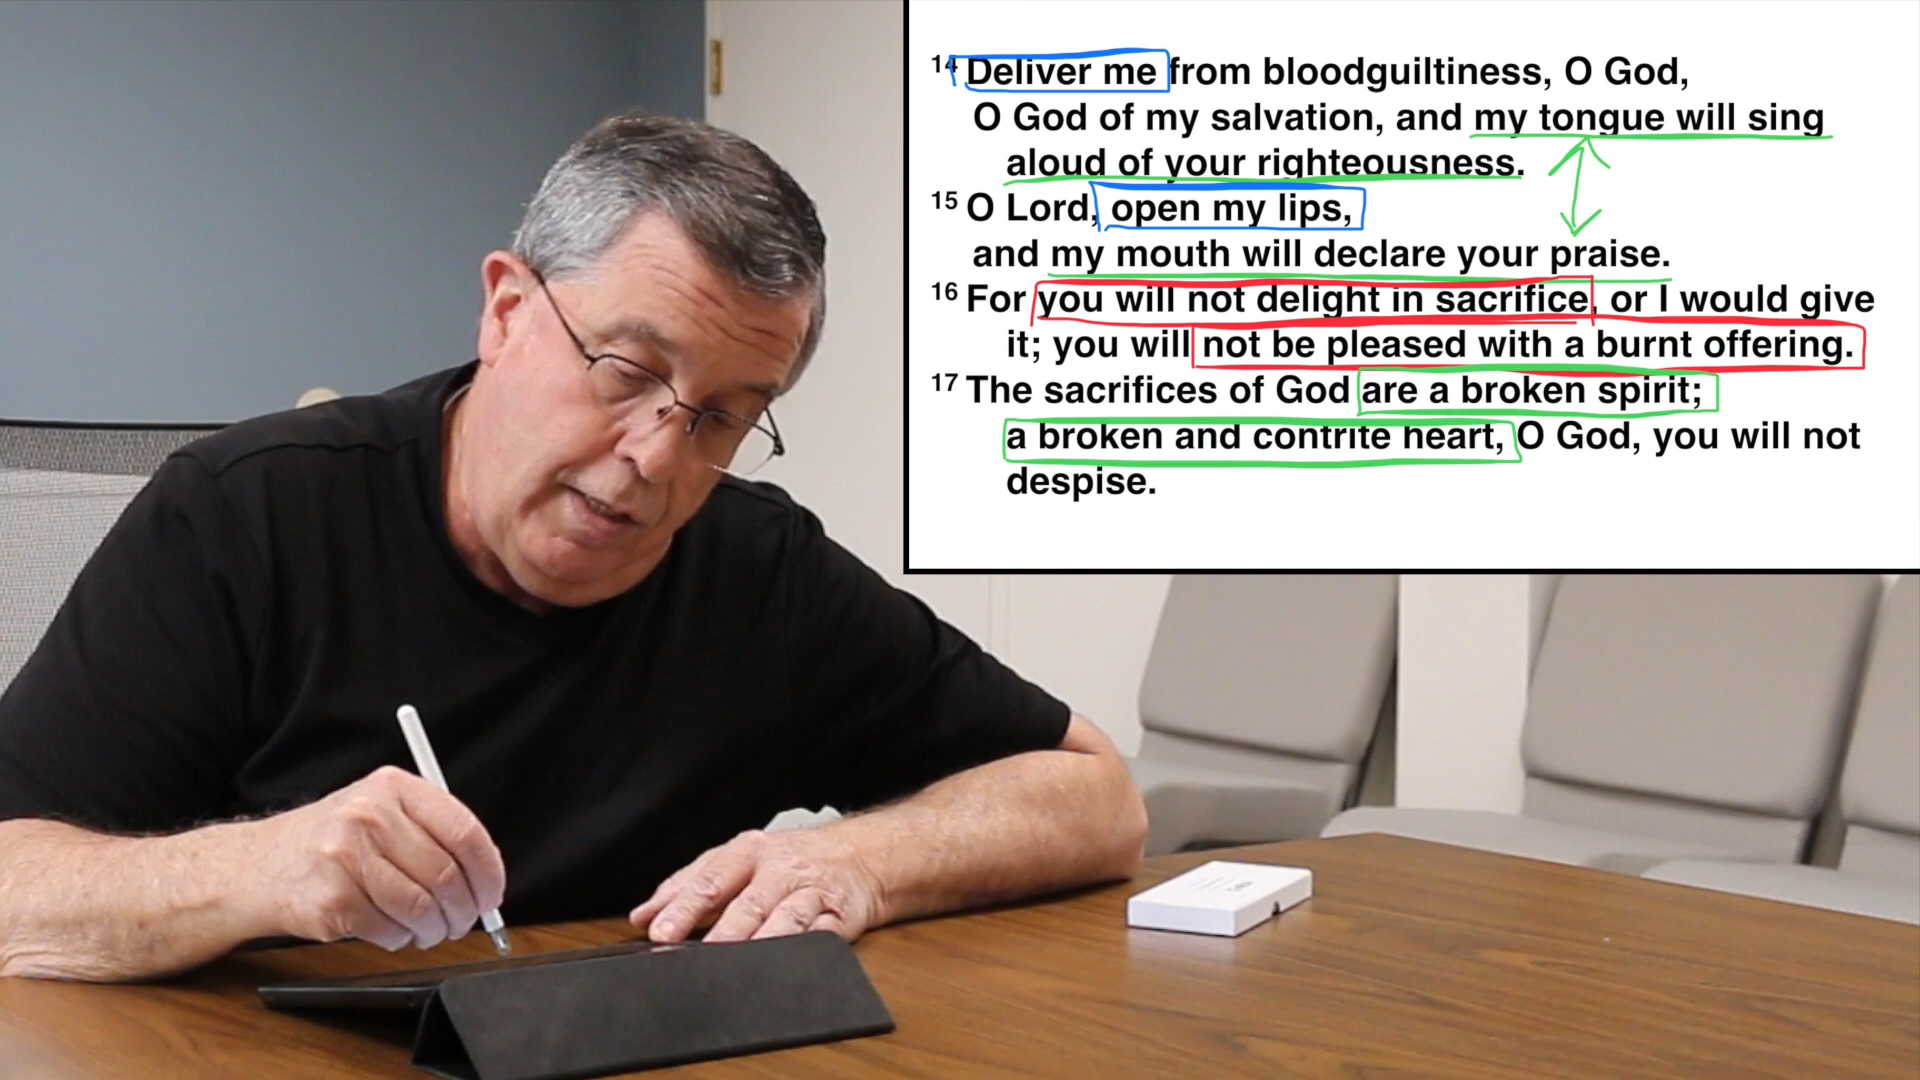 14 Deliver me from bloodguiltiness, O God,
O God of my salvation, and my tongue will sing
aloud of your righteousness.
15 O Lord, open my lips,
and my mouth will declare your praise.
16 For you will not delight in sacrifice, or I would give
it; you will not be pleased with a burnt offering.
17 The sacrifices of God are a broken spirit;
a broken and contrite heart, O God, you will not
despise.